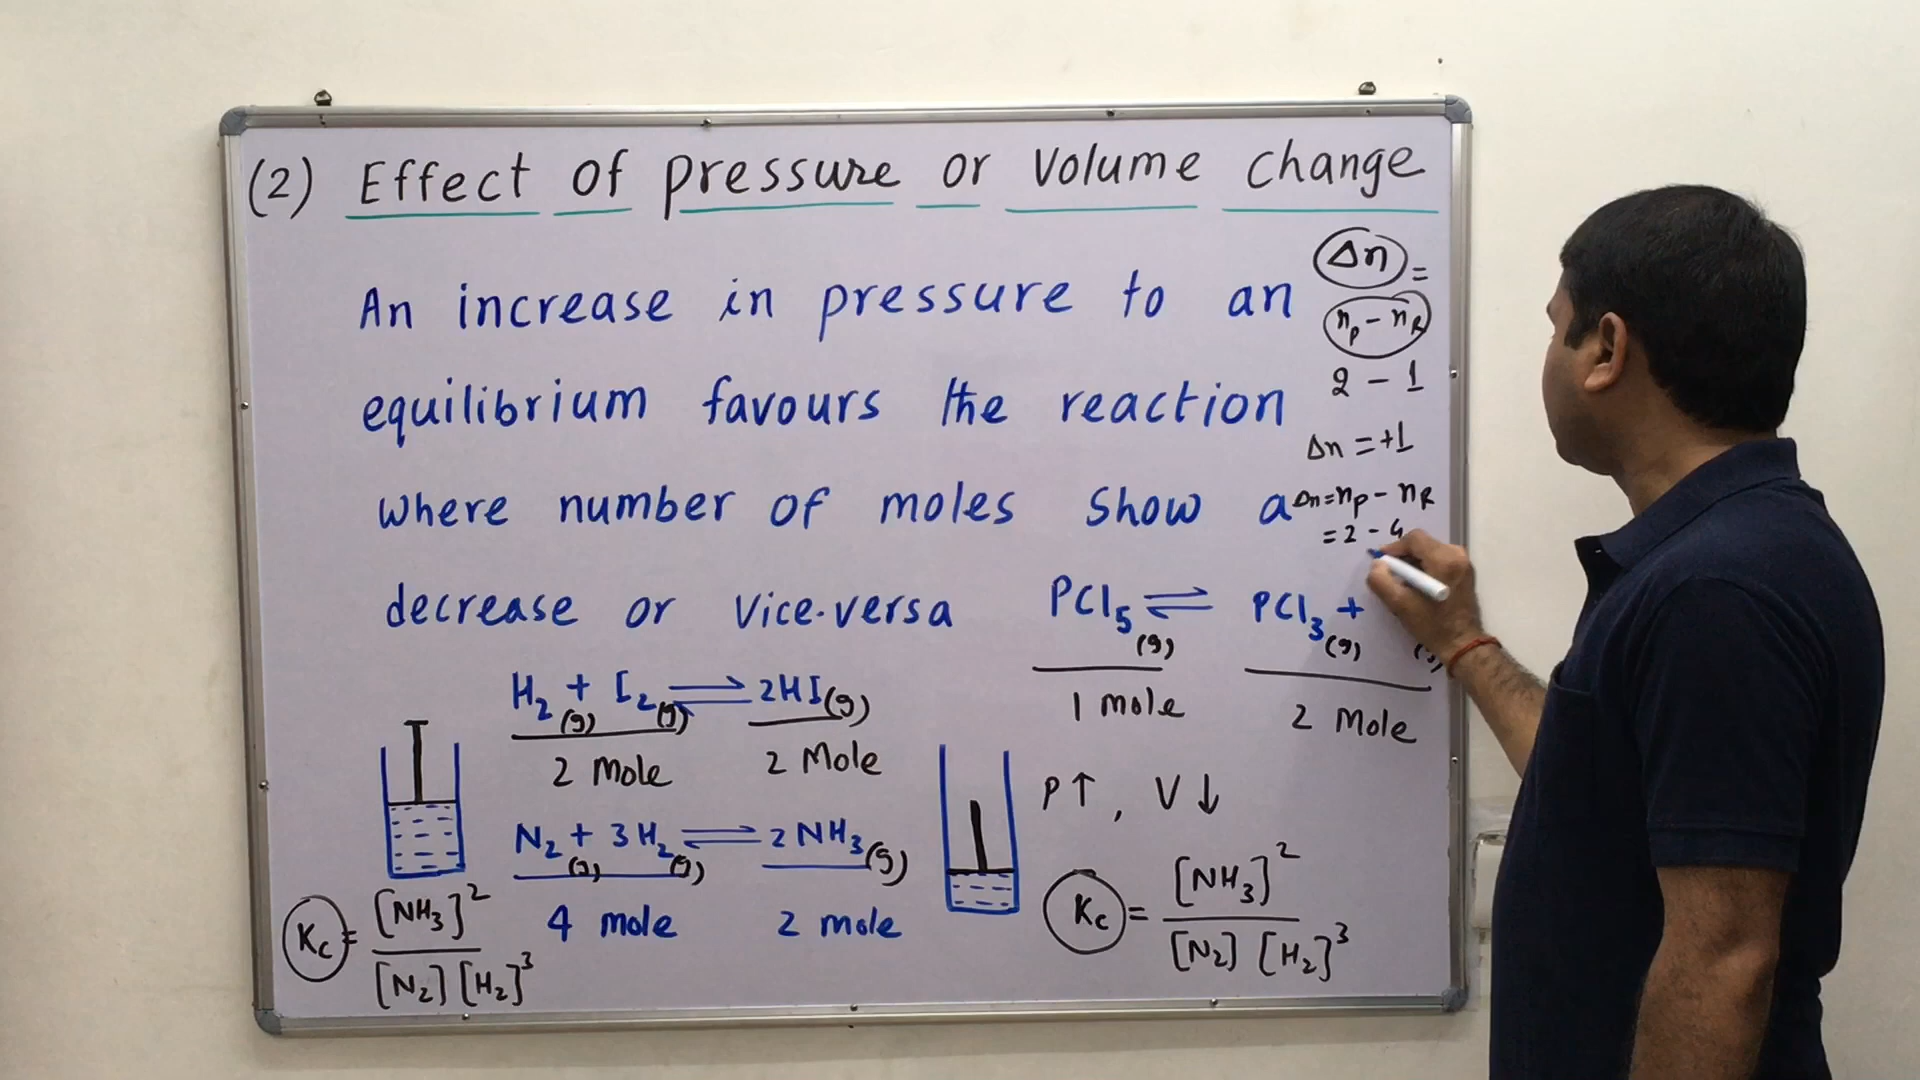 (2) Effect of pressure or Volume change
Δn =
An increase in pressure to an
nP - nR
equilibrium favours the reaction
2 - 1
Δn = +1
where number of moles Show a
Δn = nP - nR
= 2 - 4
decrease or Vice-versa
PCl5(g) ⇌ PCl3(g) +
1 mole 2 Mole
H2(g) + I2(g) ⇌ 2HI(g)
2 Mole 2 Mole
P↑, V↓
N2(g) + 3H2(g) ⇌ 2NH3(g)
4 mole 2 mole
Kc = [NH3]² / [N2] [H2]³
Kc = [NH3]² / [N2] [H2]³